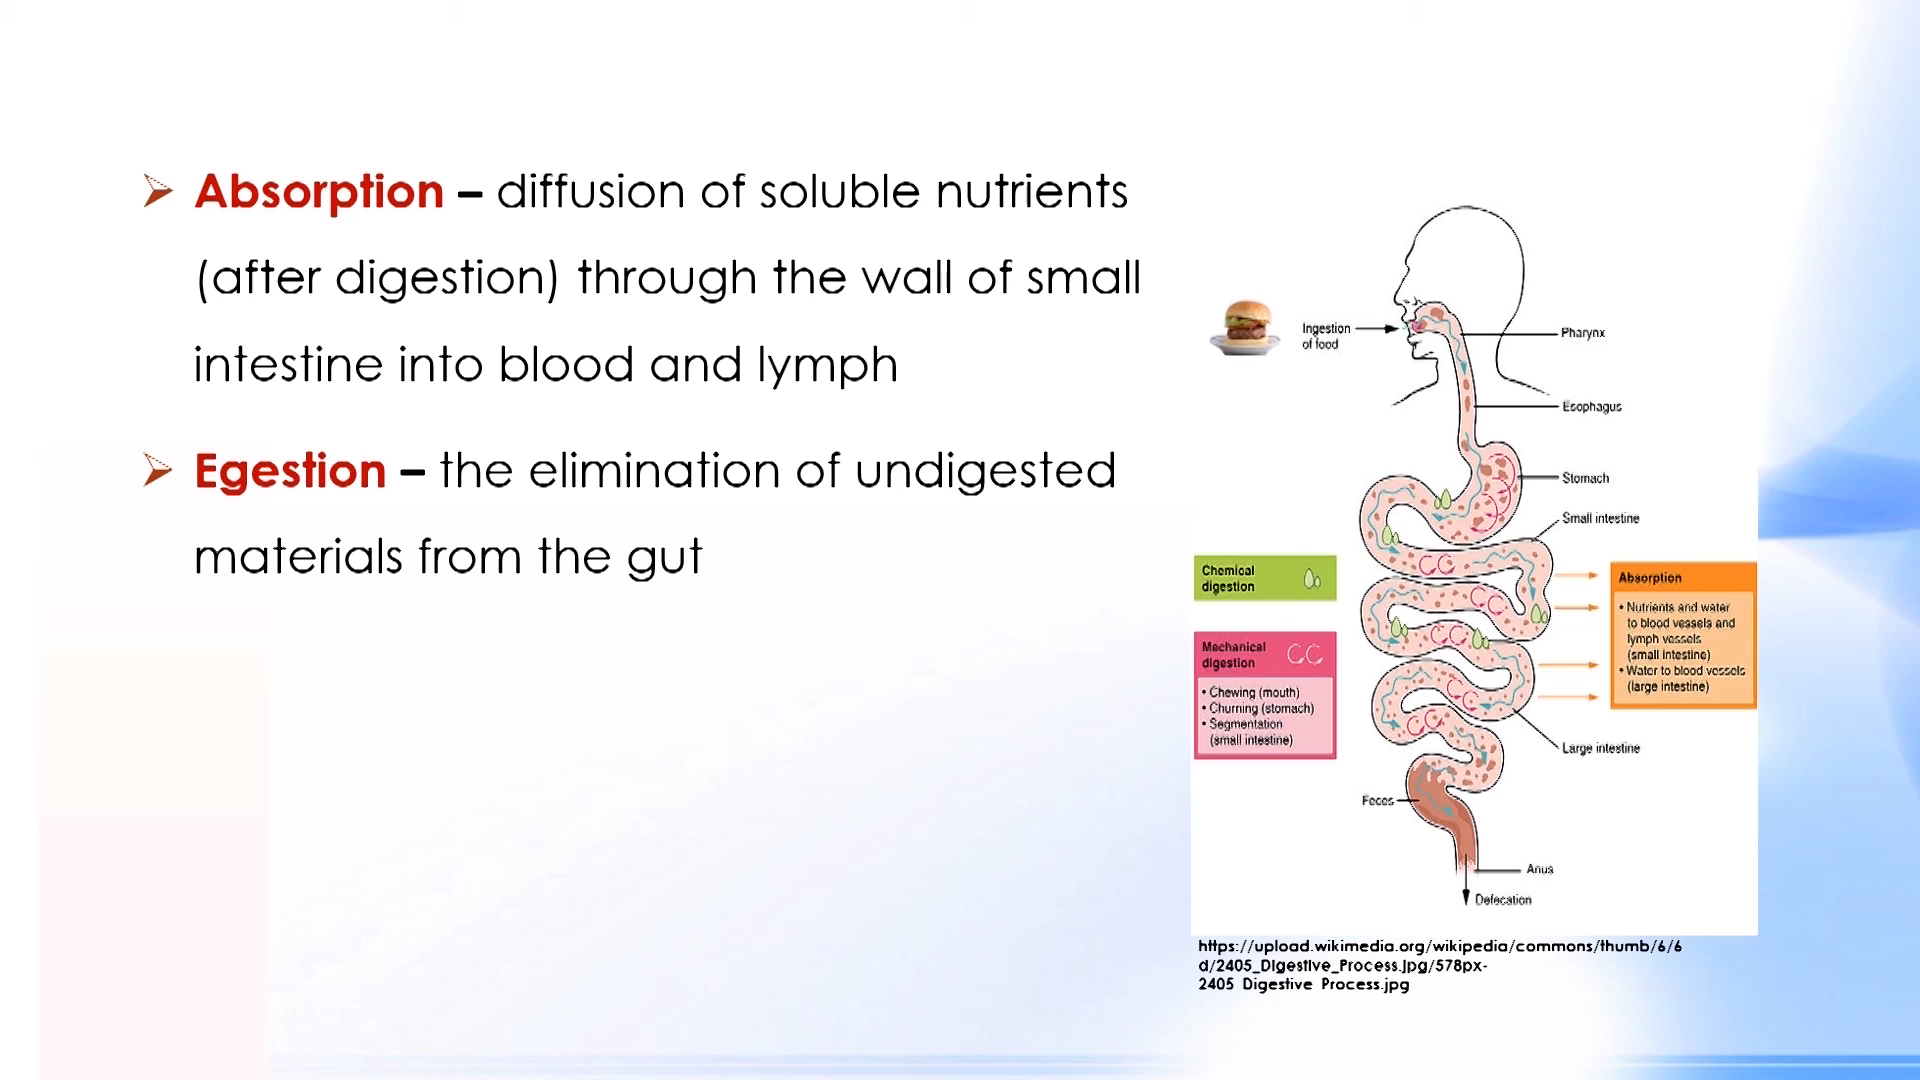 Absorption – diffusion of soluble nutrients
(after digestion) through the wall of small
intestine into blood and lymph
Egestion – the elimination of undigested
materials from the gut
Ingestion
of food
Pharynx
Esophagus
Stomach
Small intestine
Chemical
digestion
Mechanical
digestion
• Chewing (mouth)
• Churning (stomach)
• Segmentation
(small intestine)
Absorption
• Nutrients and water
to blood vessels and
lymph vessels
(small intestine)
• Water to blood vessels
(large intestine)
Large intestine
Feces
Anus
Defecation
https://upload.wikimedia.org/wikipedia/commons/thumb/6/6
d/2405_Digestive_Process.jpg/578px-
2405_Digestive_Process.jpg